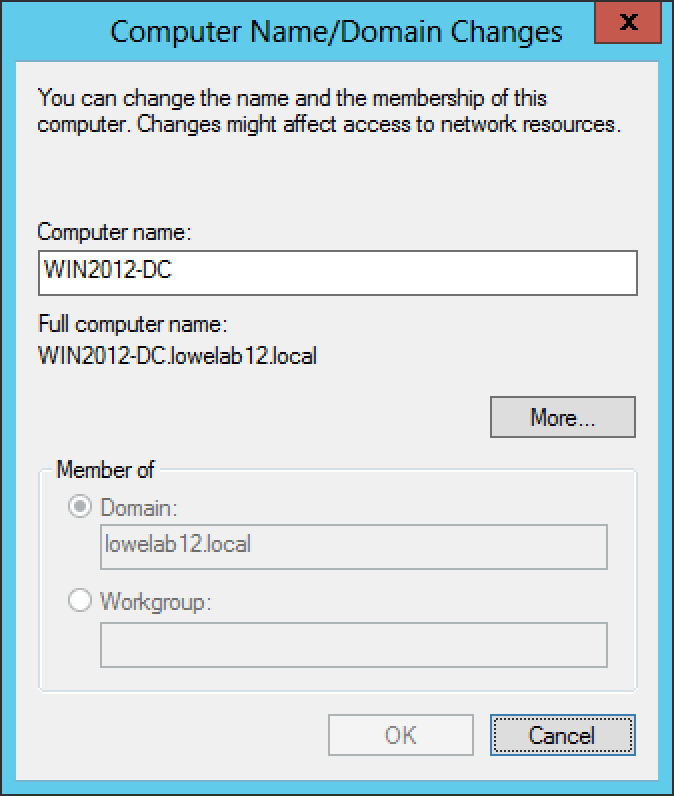 Computer Name/Domain Changes
X
You can change the name and the membership of this
computer. Changes might affect access to network resources.
Computer name:
WIN2012-DC
Full computer name:
WIN2012-DC.lowelab12.local
More...
Member of
Domain:
lowelab12.local
Workgroup:
OK
Cancel